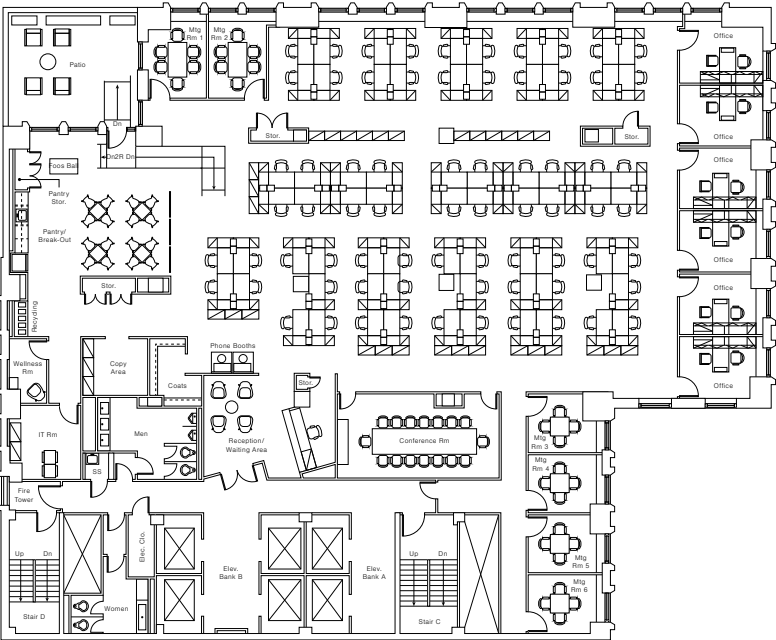 Mtg
Rm 1
Mtg
Rm 2
Office
Patio
Dn
Stor.
Stor.
Office
Dn2R Dn
Foos Ball
Office
Pantry
Stor.
Pantry/
Break-Out
Office
Office
Stor.
Recycling
Phone Booths
Wellness
Rm
Copy
Area
Coats
Stor.
Office
IT Rm
Men
Reception/
Waiting Area
Conference Rm
Mtg
Rm 3
SS
Mtg
Rm 4
Fire
Tower
Up
Dn
Elec. Clo.
Elev.
Bank B
Elev.
Bank A
Up
Dn
Mtg
Rm 5
Mtg
Rm 6
Women
Stair D
Stair C